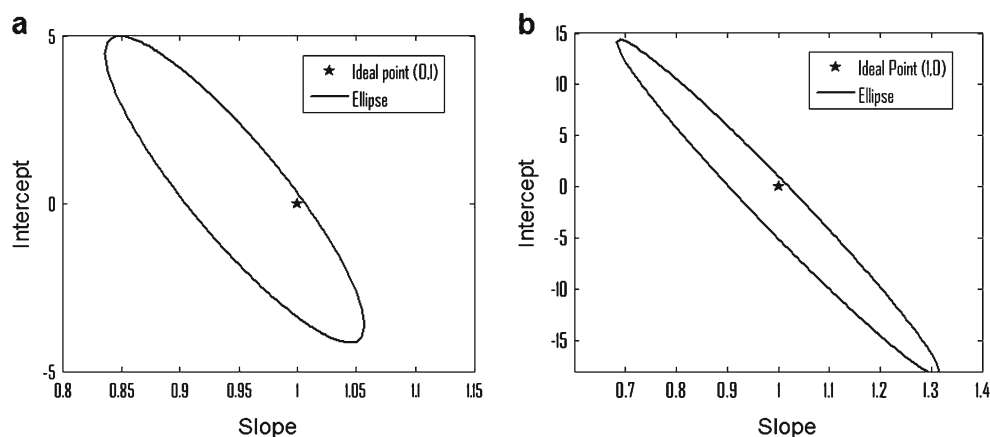 a
5
0
-5
Intercept
0.8
0.85
0.9
0.95
1
1.05
1.1
1.15
Slope
Ideal point (0,1)
Ellipse
b
15
10
5
0
-5
-10
-15
Intercept
0.7
0.8
0.9
1
1.1
1.2
1.3
1.4
Slope
Ideal Point (1,0)
Ellipse